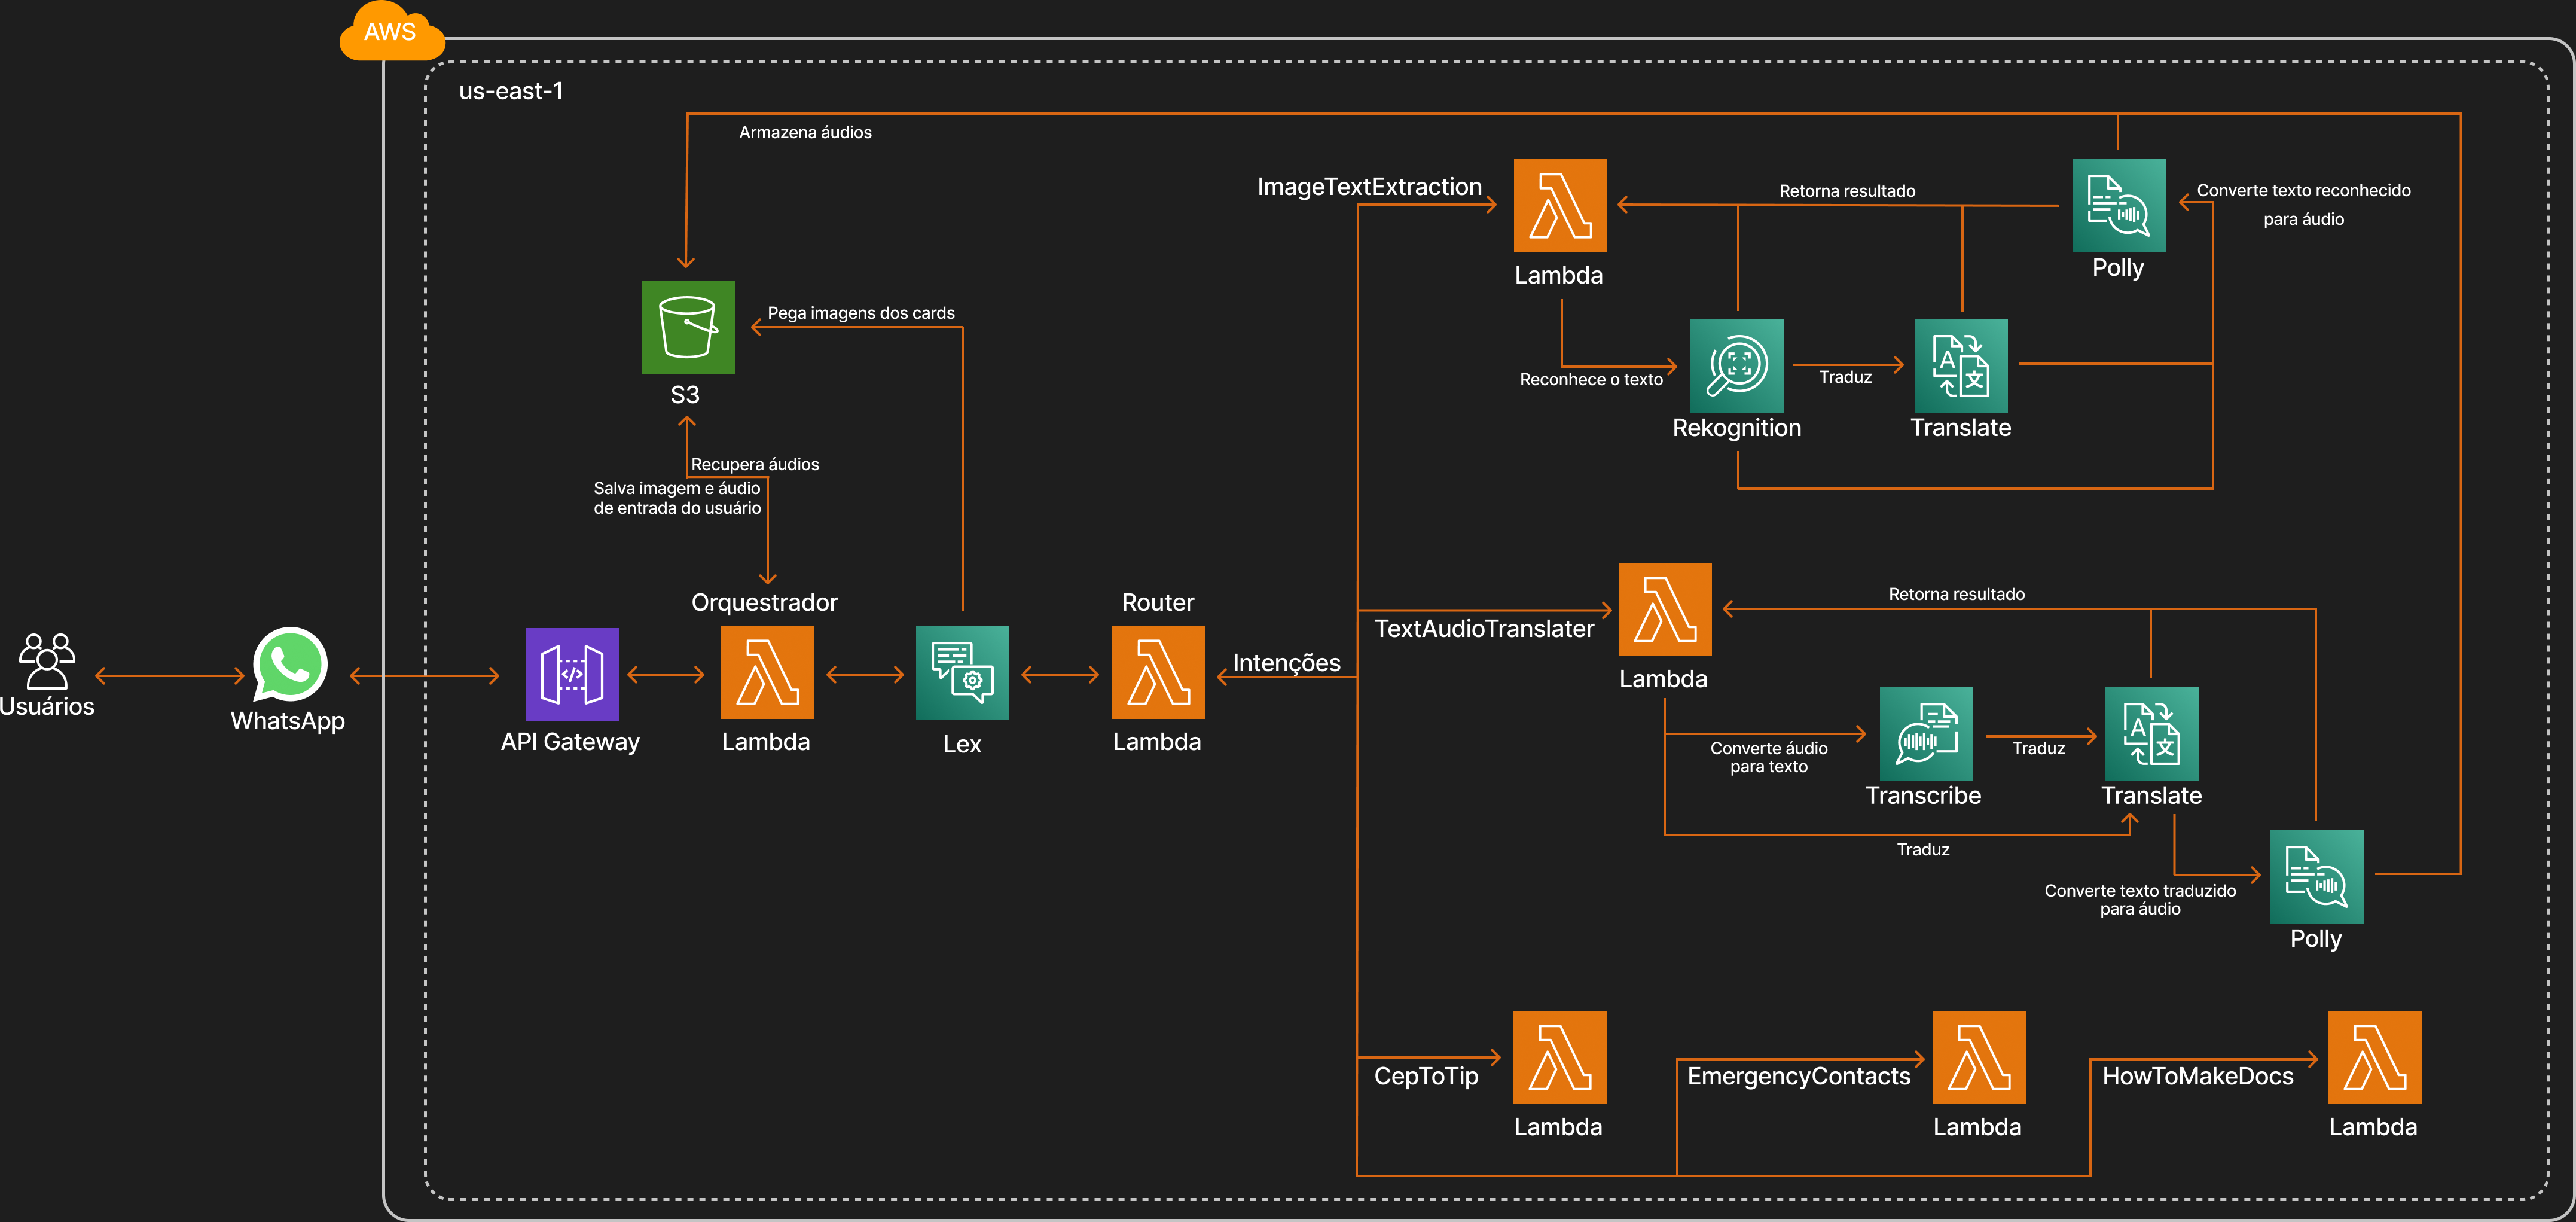 AWS
us-east-1
Armazena áudios
ImageTextExtraction
Lambda
Retorna resultado
Polly
Converte texto reconhecido
para áudio
Pega imagens dos cards
S3
Reconhece o texto
Rekognition
Traduz
Translate
Recupera áudios
Salva imagem e áudio
de entrada do usuário
Usuários
WhatsApp
API Gateway
Orquestrador
Lambda
Lex
Router
Lambda
Intenções
TextAudioTranslater
Lambda
Retorna resultado
Converte áudio
para texto
Transcribe
Traduz
Translate
Traduz
Converte texto traduzido
para áudio
Polly
CepToTip
Lambda
EmergencyContacts
Lambda
HowToMakeDocs
Lambda